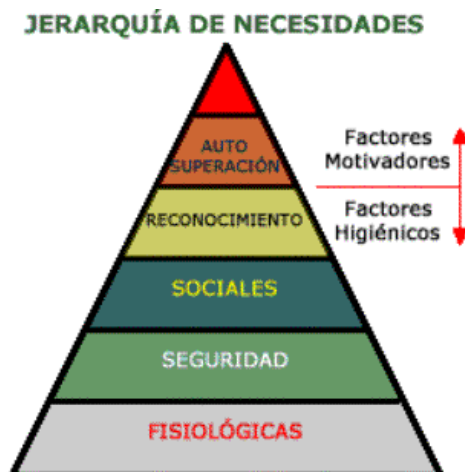 JERARQUÍA DE NECESIDADES
AUTO
SUPERACIÓN
Factores
Motivadores
RECONOCIMIENTO
Factores
Higiénicos
SOCIALES
SEGURIDAD
FISIOLÓGICAS